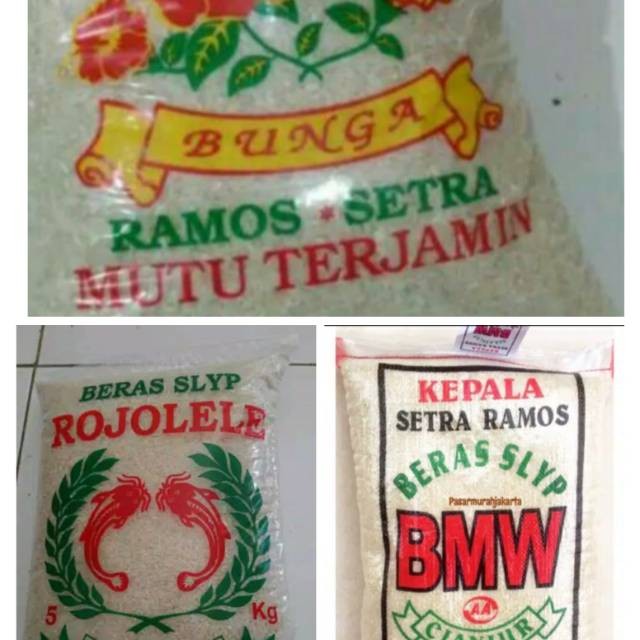 BUNGA
RAMOS * SETRA
MUTU TERJAMIN
BERAS SLYP
ROJOLELE
5 Kg
BMW
KEPALA
SETRA RAMOS
BERAS SLYP
Pasarmurahjakarta
BMW
AA
CIANJUR